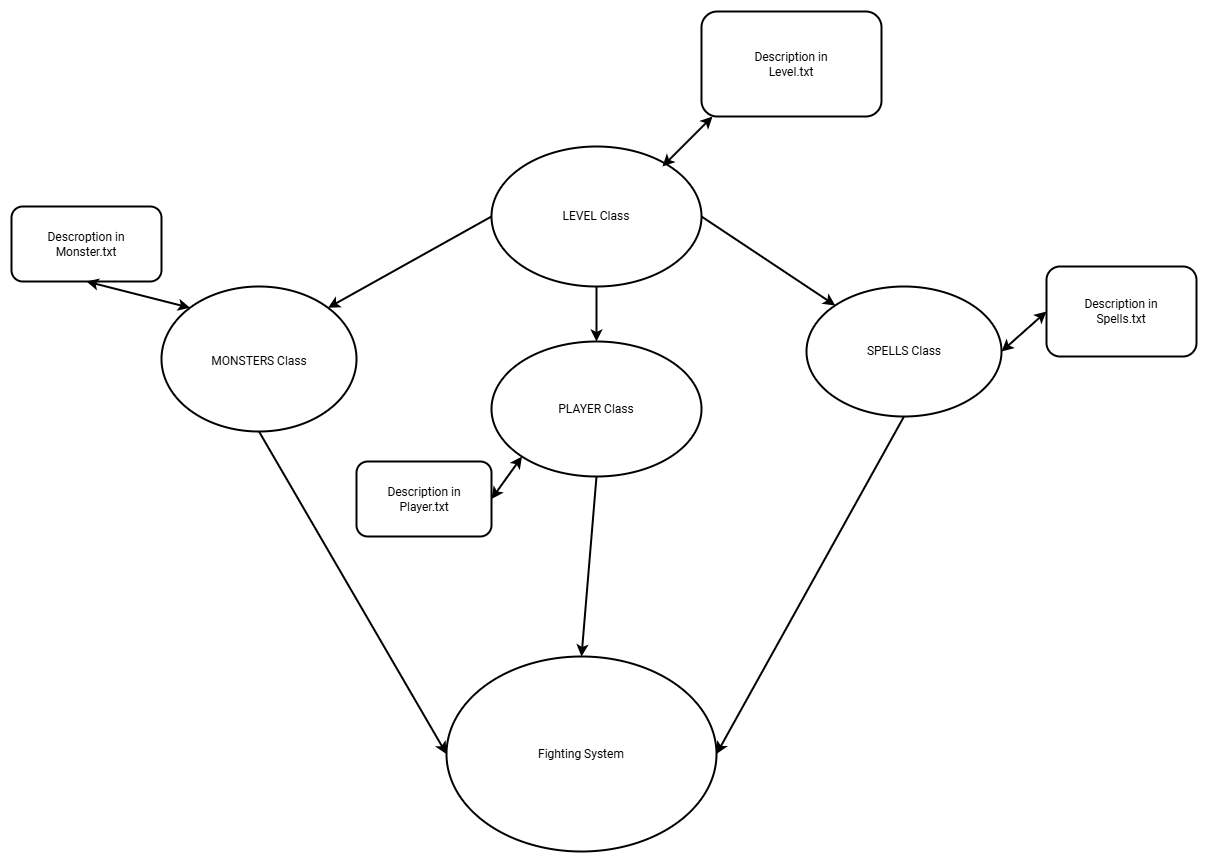 Description in
Level.txt
LEVEL Class
Descroption in
Monster.txt
Description in
Spells.txt
MONSTERS Class
SPELLS Class
PLAYER Class
Description in
Player.txt
Fighting System